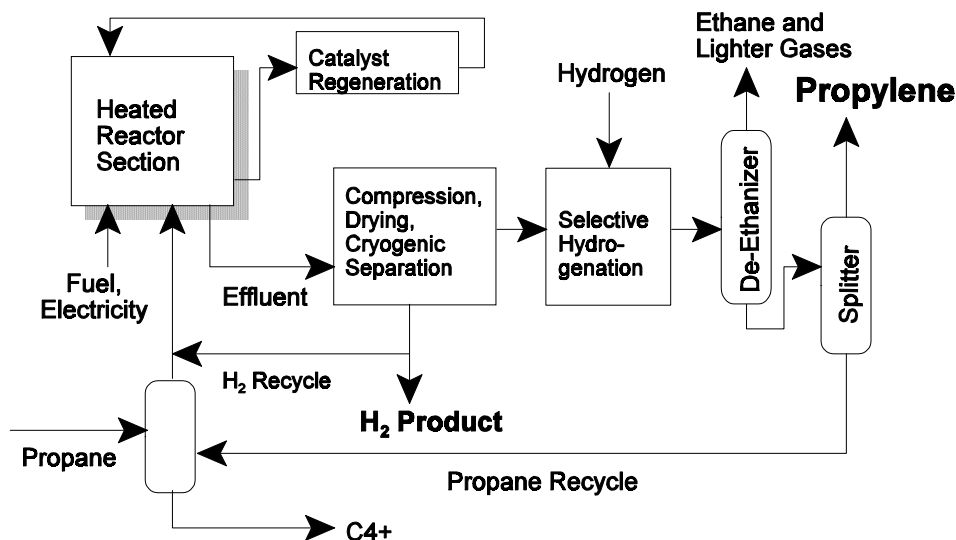 Ethane and
Lighter Gases
Propylene
Catalyst
Regeneration
Hydrogen
Heated
Reactor
Section
Compression,
Drying,
Cryogenic
Separation
Selective
Hydro-
genation
De-Ethanizer
Splitter
Fuel,
Electricity
Effluent
H₂ Recycle
H₂ Product
Propane
Propane Recycle
C4+